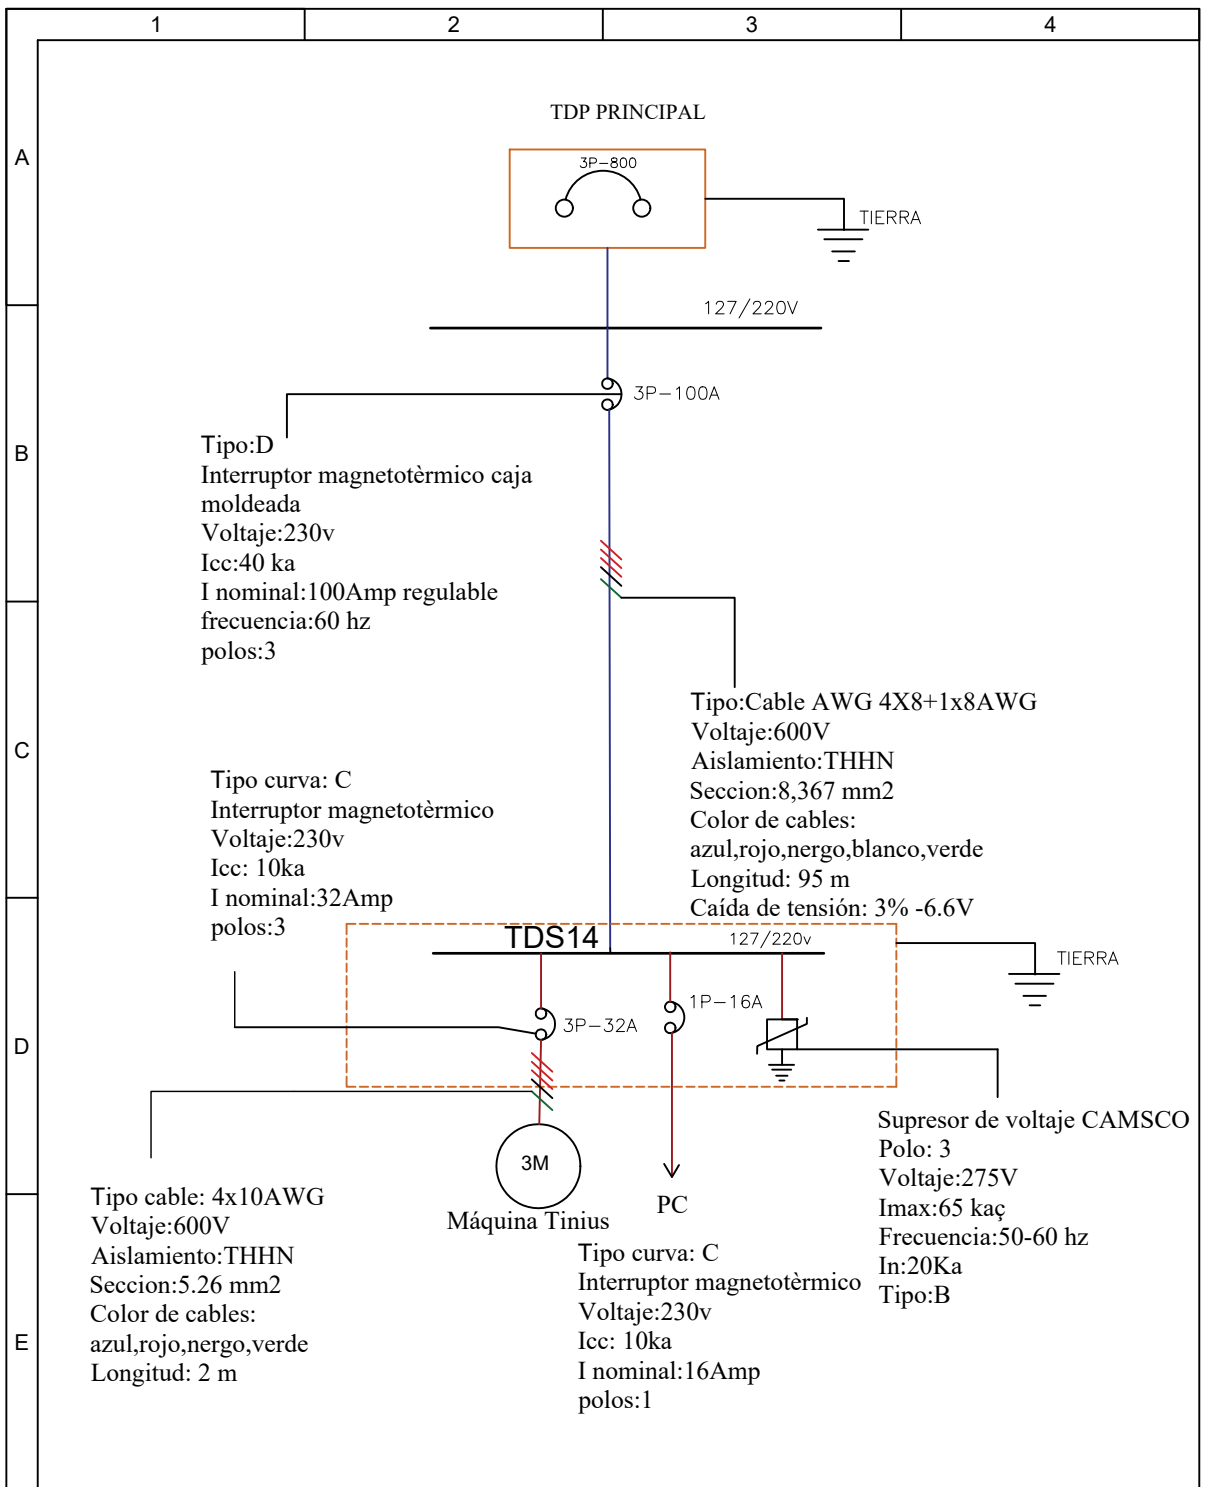 1
2
3
4
A
B
C
D
E
TDP PRINCIPAL
3P-800
TIERRA
127/220V
3P-100A
Tipo:D
Interruptor magnetotèrmico caja
moldeada
Voltaje:230v
Icc:40 ka
I nominal:100Amp regulable
frecuencia:60 hz
polos:3
Tipo:Cable AWG 4X8+1x8AWG
Voltaje:600V
Aislamiento:THHN
Seccion:8,367 mm2
Color de cables:
azul,rojo,nergo,blanco,verde
Longitud: 95 m
Caída de tensión: 3% -6.6V
Tipo curva: C
Interruptor magnetotèrmico
Voltaje:230v
Icc: 10ka
I nominal:32Amp
polos:3
TDS14
127/220v
TIERRA
3P-32A
1P-16A
3M
Máquina Tinius
PC
Supresor de voltaje CAMSCO
Polo: 3
Voltaje:275V
Imax:65 kaç
Frecuencia:50-60 hz
In:20Ka
Tipo:B
Tipo cable: 4x10AWG
Voltaje:600V
Aislamiento:THHN
Seccion:5.26 mm2
Color de cables:
azul,rojo,nergo,verde
Longitud: 2 m
Tipo curva: C
Interruptor magnetotèrmico
Voltaje:230v
Icc: 10ka
I nominal:16Amp
polos:1